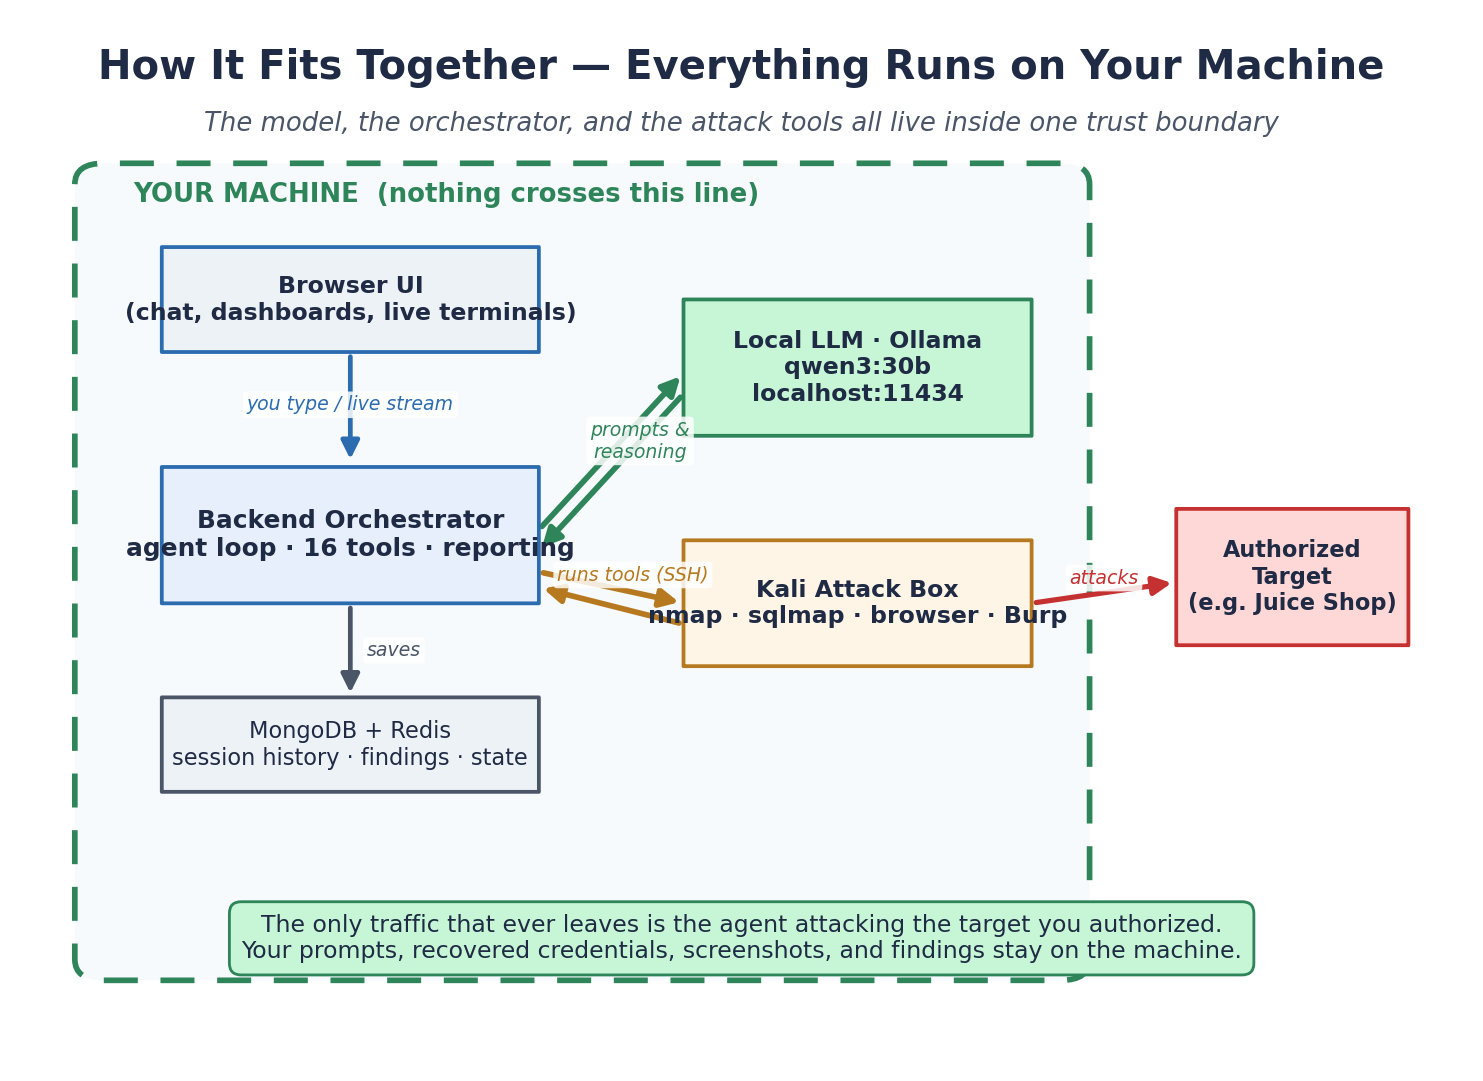 How It Fits Together — Everything Runs on Your Machine
The model, the orchestrator, and the attack tools all live inside one trust boundary
YOUR MACHINE (nothing crosses this line)
Browser UI
(chat, dashboards, live terminals)
you type / live stream
Local LLM · Ollama
qwen3:30b
localhost:11434
prompts &
reasoning
Backend Orchestrator
agent loop · 16 tools · reporting
runs tools (SSH)
Kali Attack Box
nmap · sqlmap · browser · Burp
attacks
Authorized
Target
(e.g. Juice Shop)
saves
MongoDB + Redis
session history · findings · state
The only traffic that ever leaves is the agent attacking the target you authorized.
Your prompts, recovered credentials, screenshots, and findings stay on the machine.